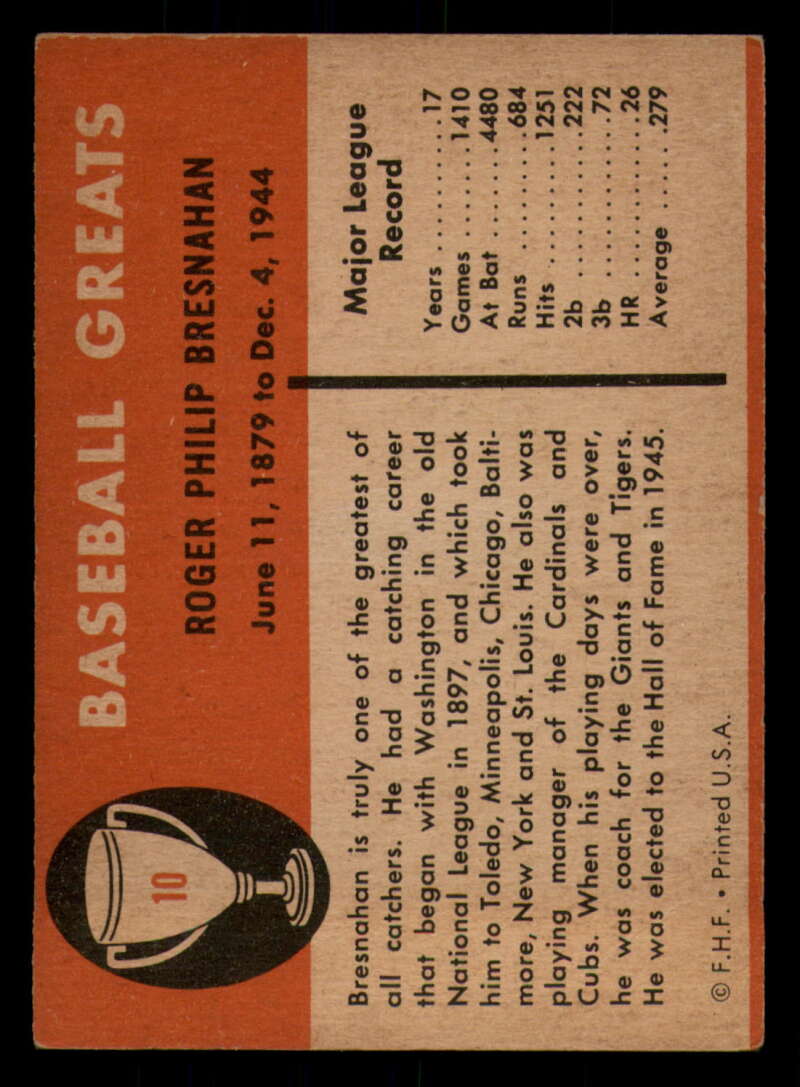 10
BASEBALL GREATS
ROGER PHILIP BRESNAHAN
June 11, 1879 to Dec. 4, 1944
Bresnahan is truly one of the greatest of
all catchers. He had a catching career
that began with Washington in the old
National League in 1897, and which took
him to Toledo, Minneapolis, Chicago, Balti-
more, New York and St. Louis. He also was
playing manager of the Cardinals and
Cubs. When his playing days were over,
he was coach for the Giants and Tigers.
He was elected to the Hall of Fame in 1945.
Major League
Record
Years ..........17
Games .......1410
At Bat .......4480
Runs .........684
Hits .........1251
2b ...........222
3b ............72
HR ............26
Average ......279
© F.H.F. • Printed U.S.A.